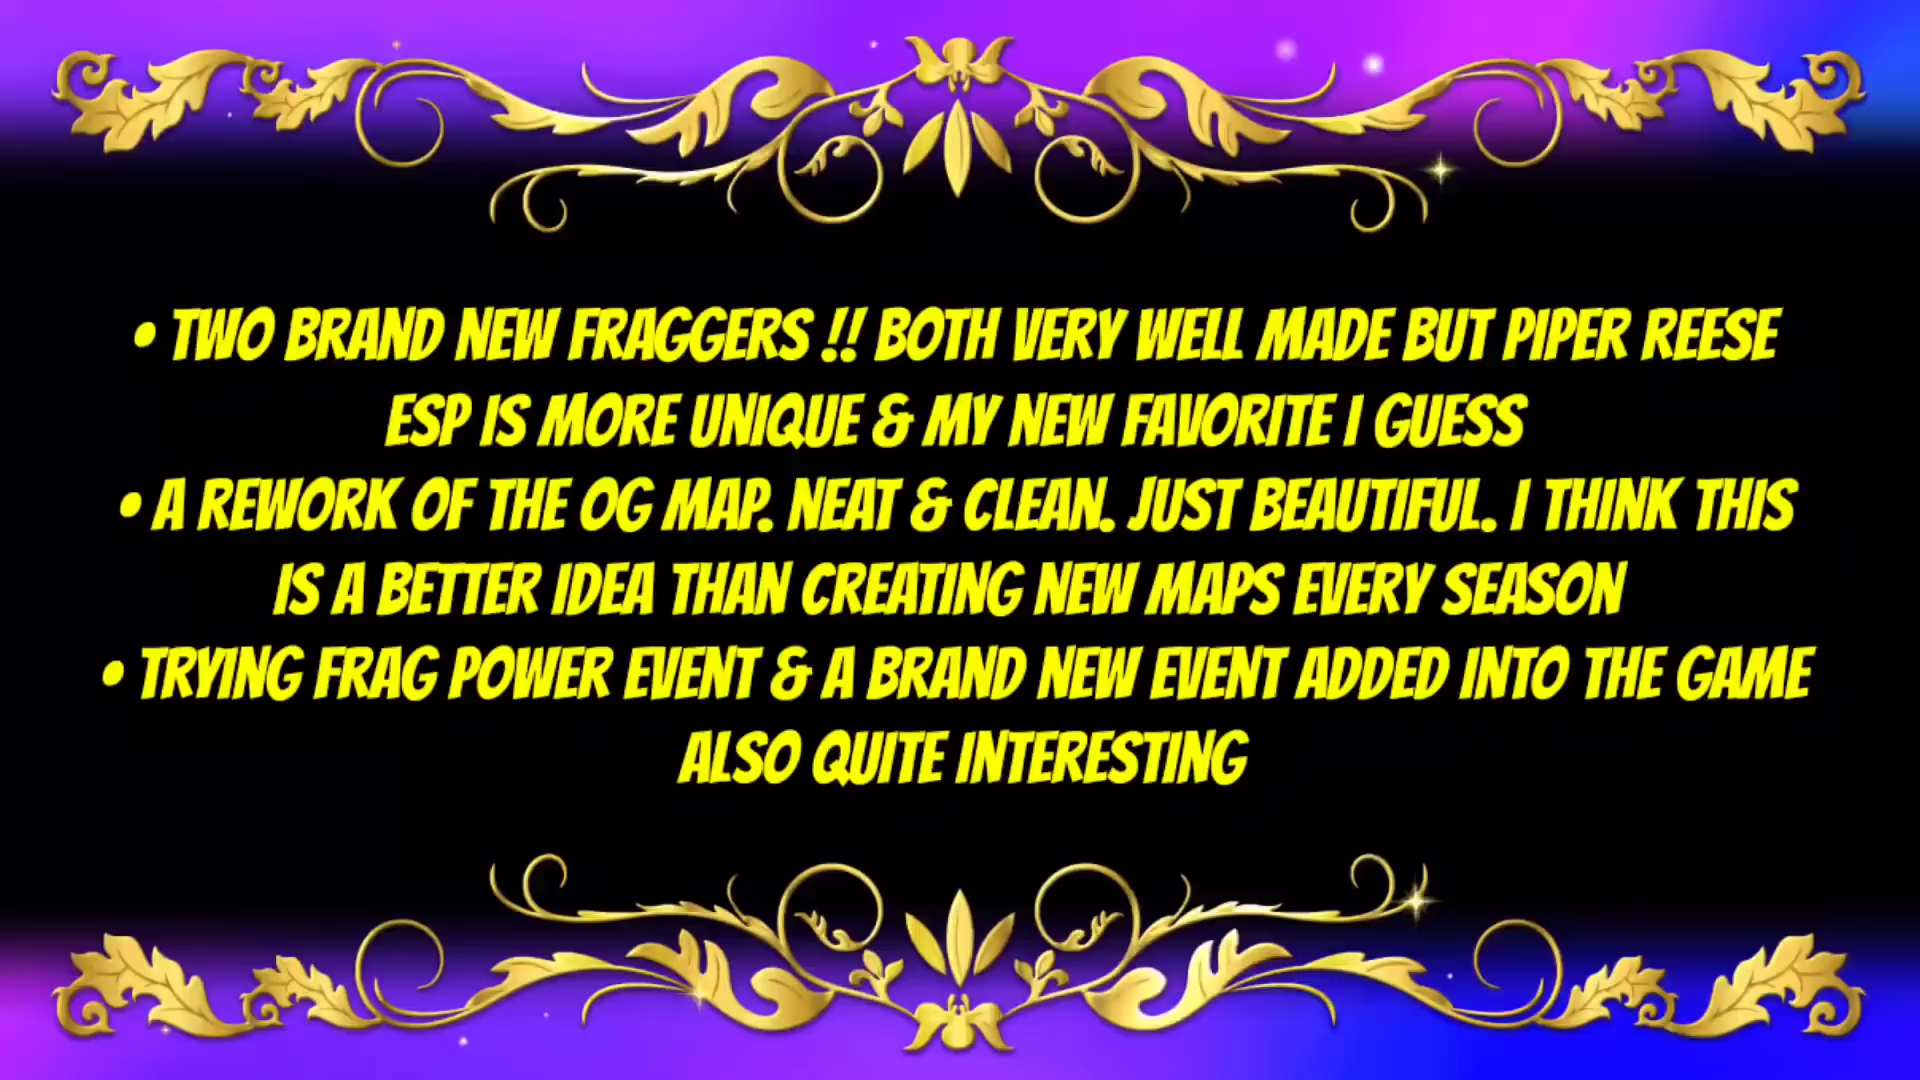 • TWO BRAND NEW FRAGGERS !! BOTH VERY WELL MADE BUT PIPER REESE
ESP IS MORE UNIQUE & MY NEW FAVORITE I GUESS
• A REWORK OF THE OG MAP. NEAT & CLEAN. JUST BEAUTIFUL. I THINK THIS
IS A BETTER IDEA THAN CREATING NEW MAPS EVERY SEASON
• TRYING FRAG POWER EVENT & A BRAND NEW EVENT ADDED INTO THE GAME
ALSO QUITE INTERESTING